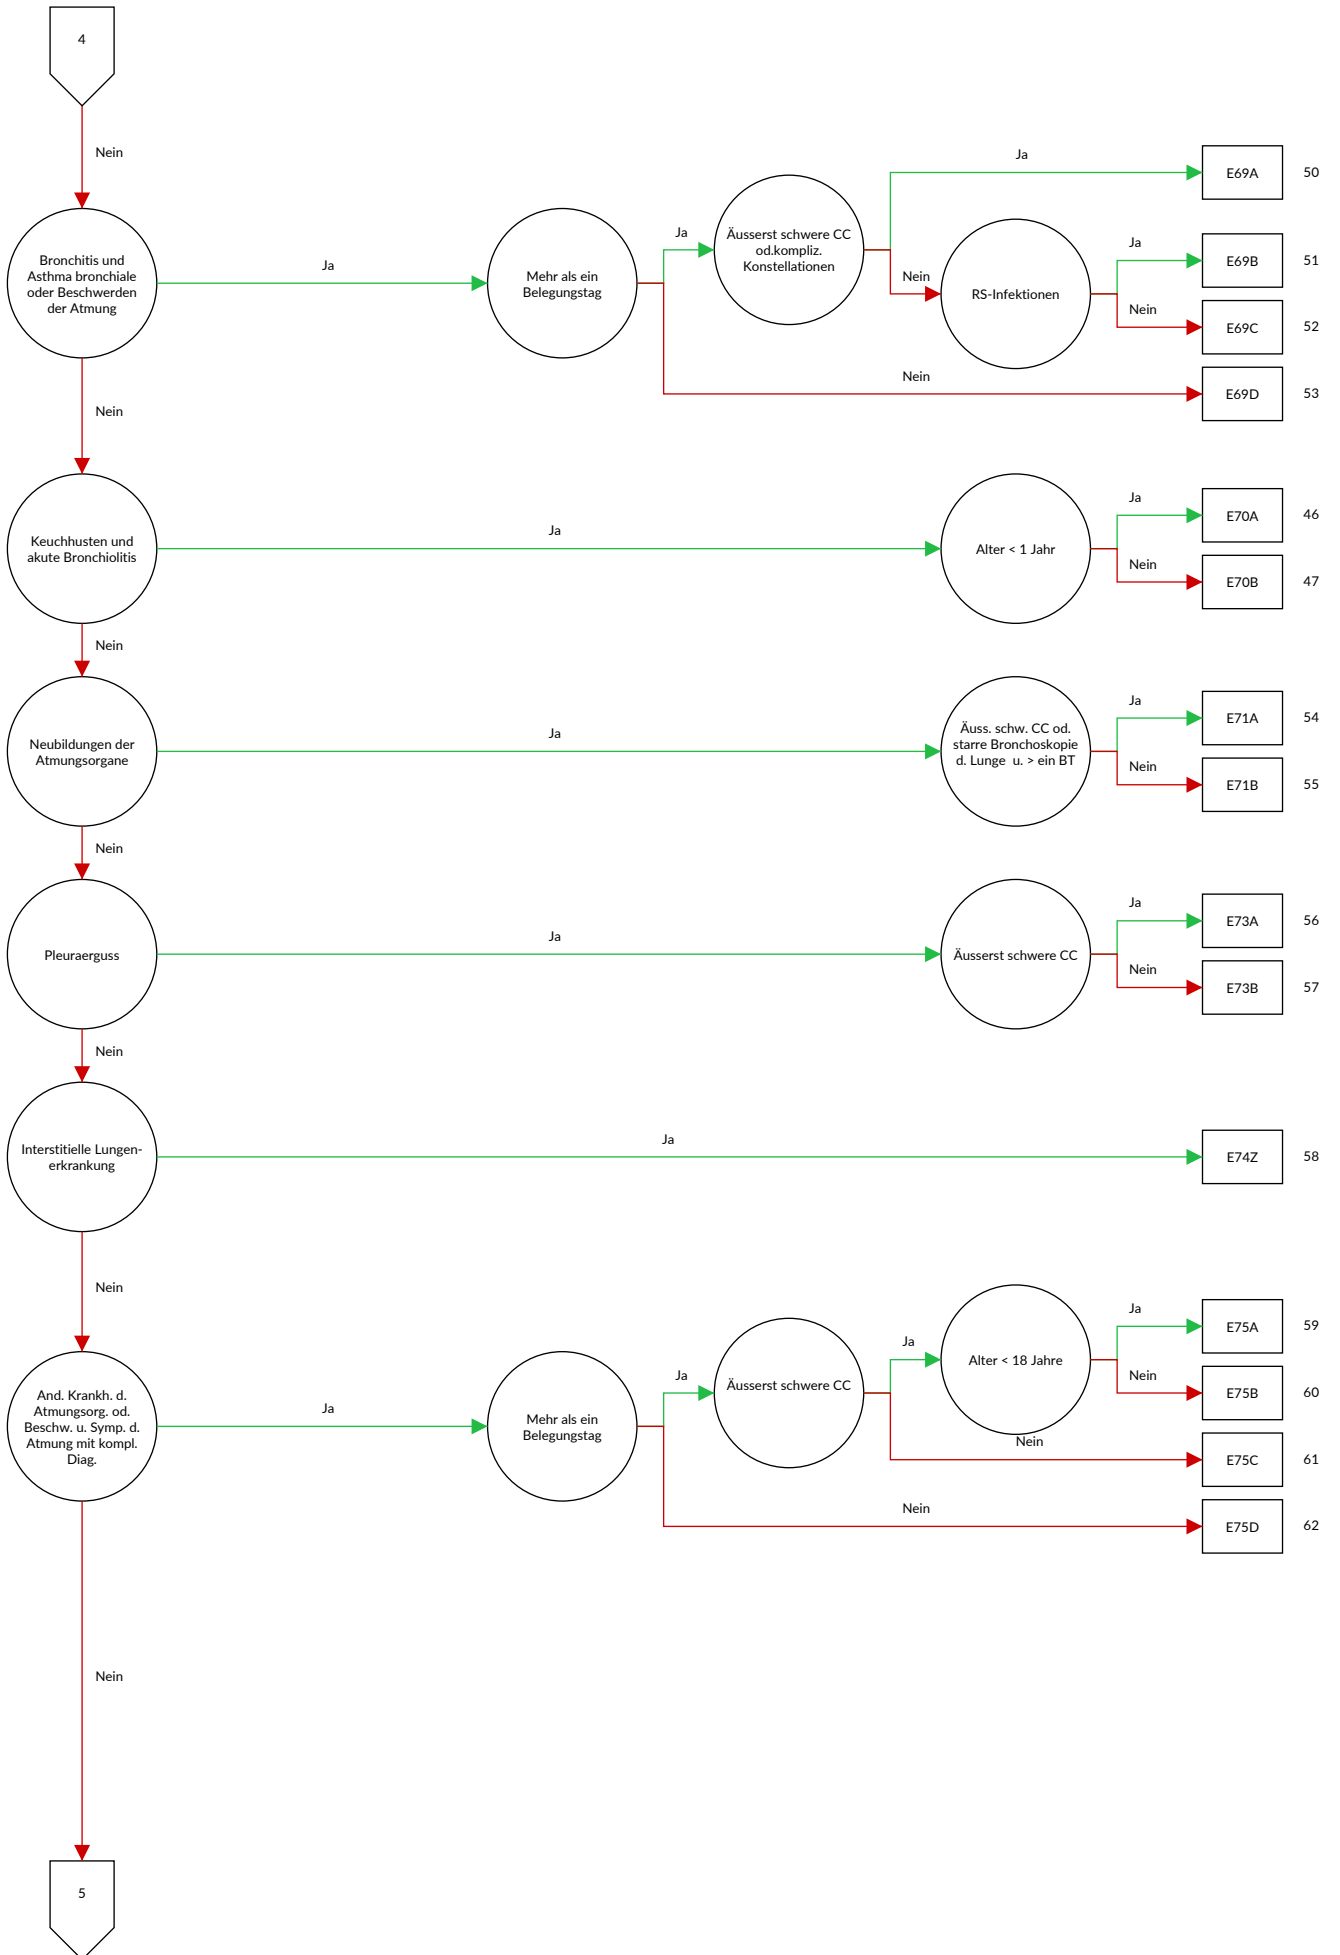 4
Nein
Bronchitis und
Asthma bronchiale
oder Beschwerden
der Atmung
Ja
Mehr als ein
Belegungstag
Ja
Äusserst schwere CC
od.kompliz.
Konstellationen
Ja
E69A
50
Nein
RS-Infektionen
Ja
E69B
51
Nein
E69C
52
Nein
E69D
53
Nein
Keuchhusten und
akute Bronchiolitis
Ja
Alter < 1 Jahr
Ja
E70A
46
Nein
E70B
47
Nein
Neubildungen der
Atmungsorgane
Ja
Äuss. schw. CC od.
starre Bronchoskopie
d. Lunge u. > ein BT
Ja
E71A
54
Nein
E71B
55
Nein
Pleuraerguss
Ja
Äusserst schwere CC
Ja
E73A
56
Nein
E73B
57
Nein
Interstitielle Lungen-
erkrankung
Ja
E74Z
58
Nein
And. Krankh. d.
Atmungsorg. od.
Beschw. u. Symp. d.
Atmung mit kompl.
Diag.
Ja
Mehr als ein
Belegungstag
Ja
Äusserst schwere CC
Ja
Alter < 18 Jahre
Ja
E75A
59
Nein
E75B
60
Nein
E75C
61
Nein
E75D
62
Nein
5